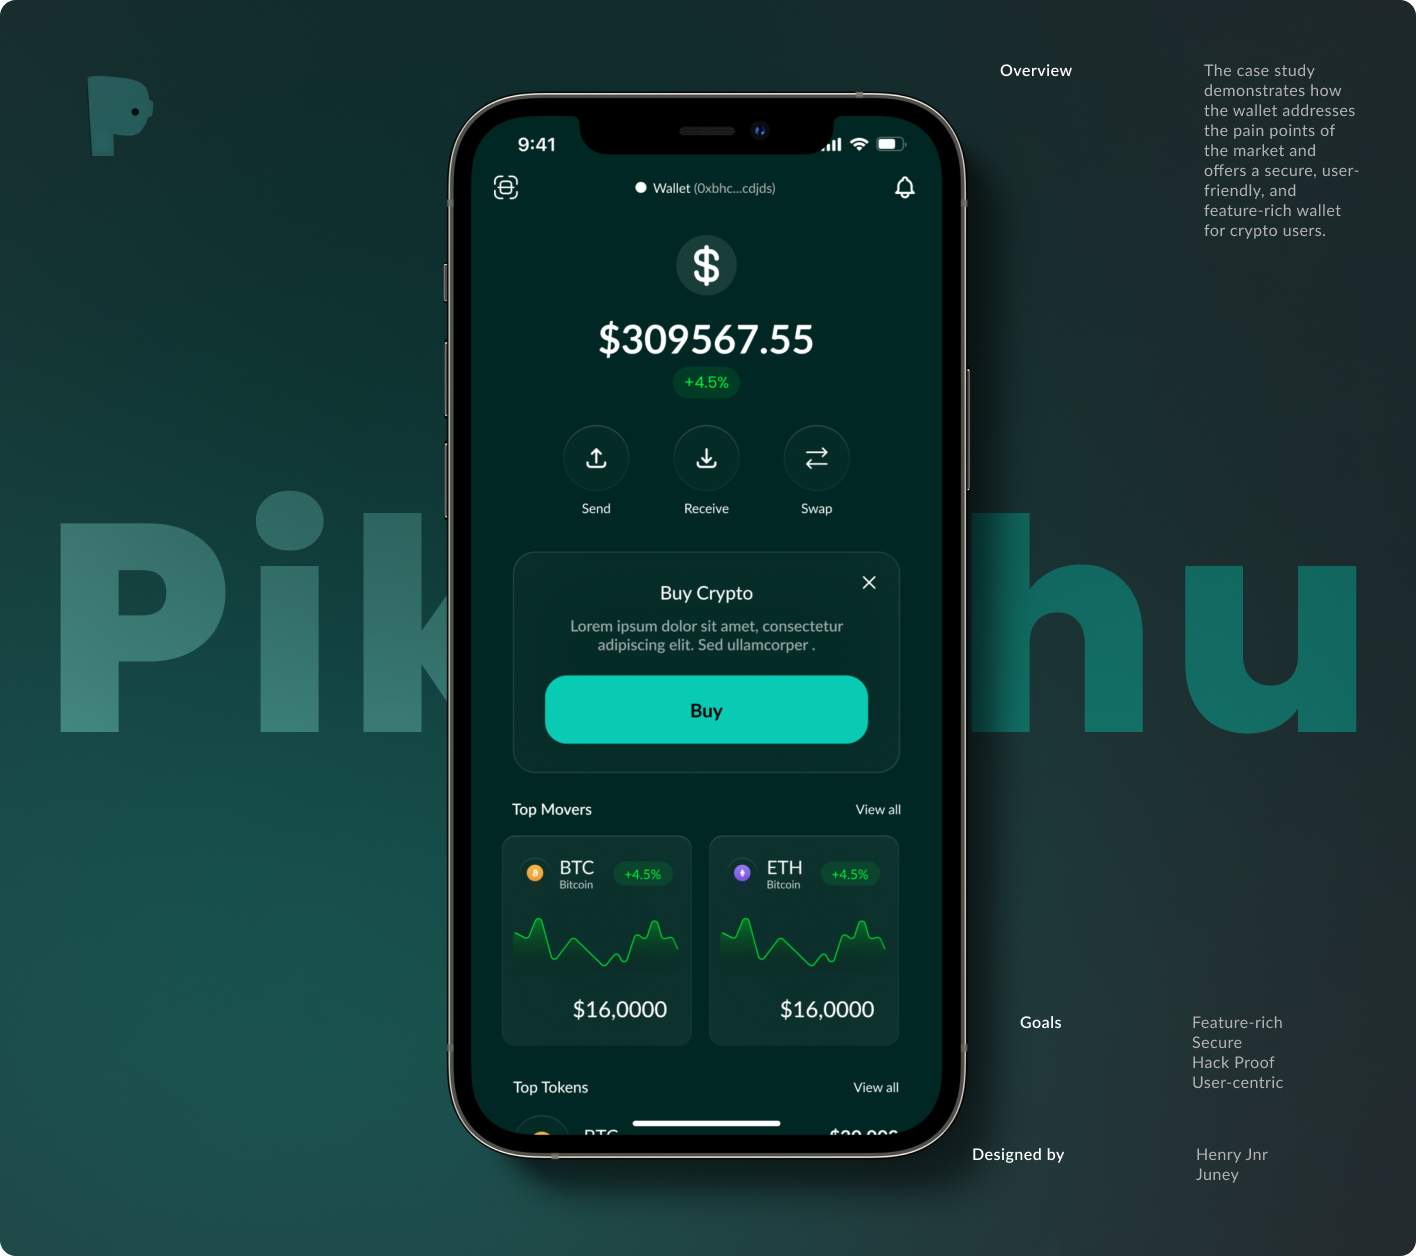 Overview
The case study
demonstrates how
the wallet addresses
the pain points of
the market and
offers a secure, user-
friendly, and
feature-rich wallet
for crypto users.
9:41
Wallet (0xbhc...cdjds)
$
$309567.55
+4.5%
Send Receive Swap
Pik hu
Buy Crypto
Lorem ipsum dolor sit amet, consectetur
adipiscing elit. Sed ullamcorper .
Buy
Top Movers View all
BTC +4.5% ETH +4.5%
Bitcoin Bitcoin
$16,0000 $16,0000
Top Tokens View all
BTC
Goals
Feature-rich
Secure
Hack Proof
User-centric
Designed by
Henry Jnr
Juney